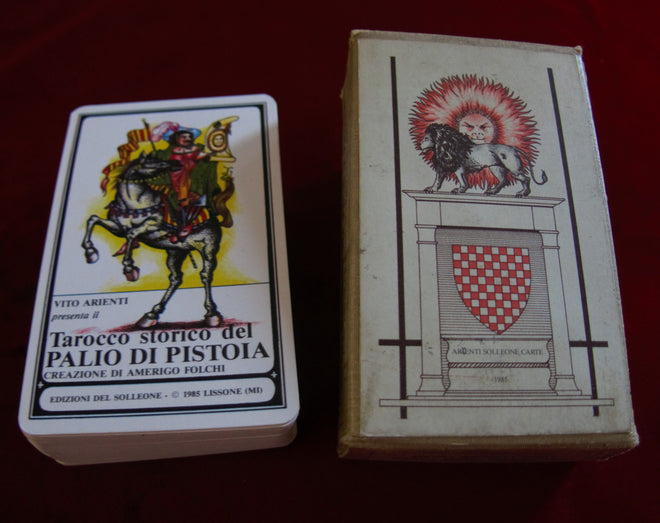 VITO ARIENTI
presenta il
Tarocco storico del
PALIO DI PISTOIA
CREAZIONE DI AMERIGO FOLCHI
EDIZIONI DEL SOLLEONE - © 1985 LISSONE (MI)
ARIENTI SOLLEONE CARTE
1985